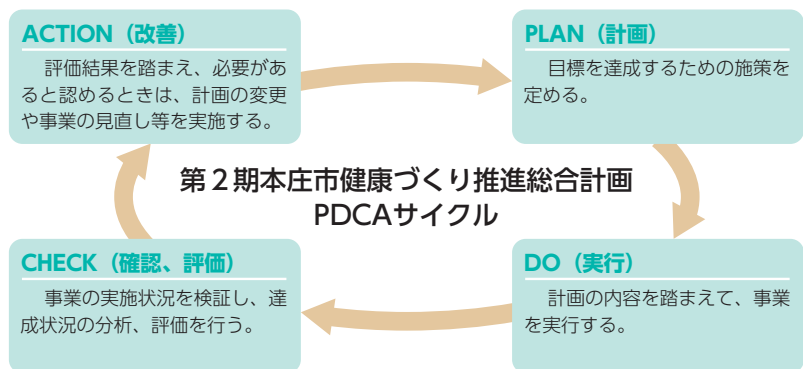 ACTION（改善）
評価結果を踏まえ、必要があ
ると認めるときは、計画の変更
や事業の見直し等を実施する。
PLAN（計画）
目標を達成するための施策を
定める。
第２期本庄市健康づくり推進総合計画
PDCAサイクル
CHECK（確認、評価）
事業の実施状況を検証し、達
成状況の分析、評価を行う。
DO（実行）
計画の内容を踏まえて、事業
を実行する。